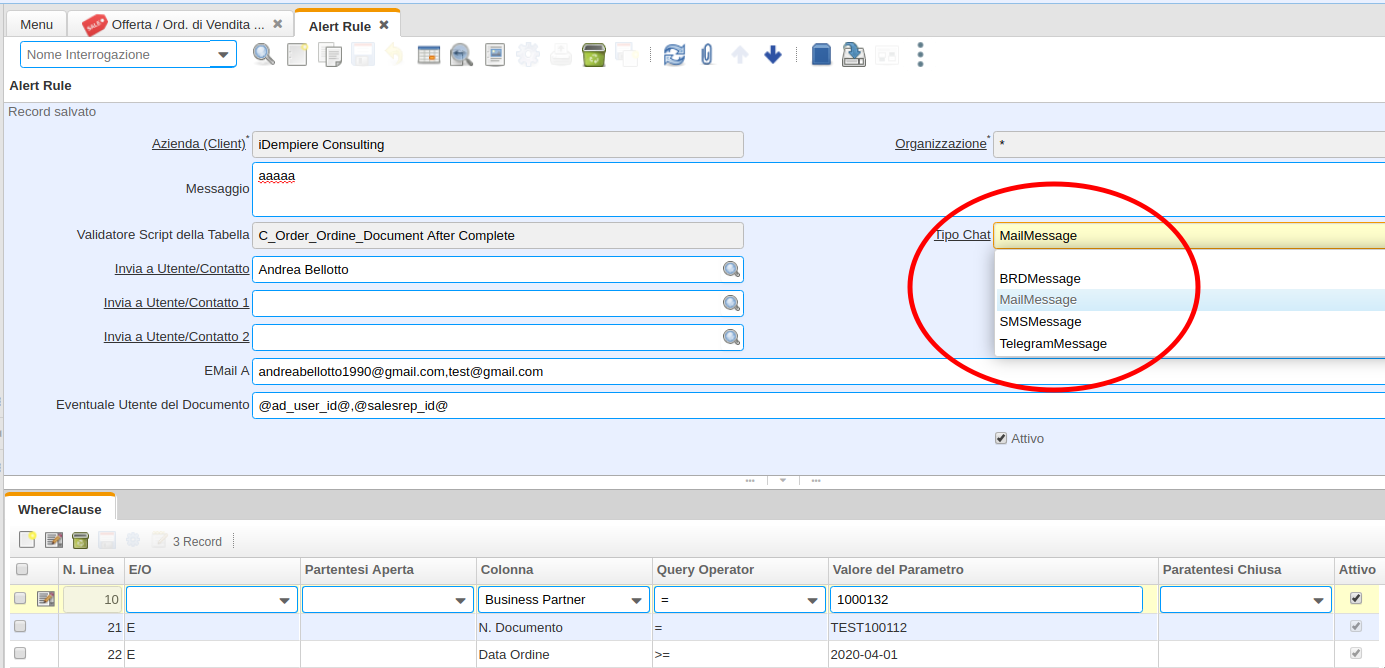 Menu
SALE
Offerta / Ord. di Vendita ...
Alert Rule
Nome Interrogazione
Alert Rule
Record salvato
Azienda (Client)* iDempiere Consulting Organizzazione* *
Messaggio aaaaa
Validatore Script della Tabella C_Order_Ordine_Document After Complete Tipo Chat MailMessage
Invia a Utente/Contatto Andrea Bellotto
BRDMessage
MailMessage
Invia a Utente/Contatto 1
SMSMessage
Invia a Utente/Contatto 2
TelegramMessage
EMail A andreabellotto1990@gmail.com,test@gmail.com
Eventuale Utente del Documento @ad_user_id@,@salesrep_id@
Attivo
WhereClause
3 Record
N. Linea E/O Partentesi Aperta Colonna Query Operator Valore del Parametro Paratentesi Chiusa Attivo
10 Business Partner = 1000132
21 E N. Documento = TEST100112
22 E Data Ordine >= 2020-04-01